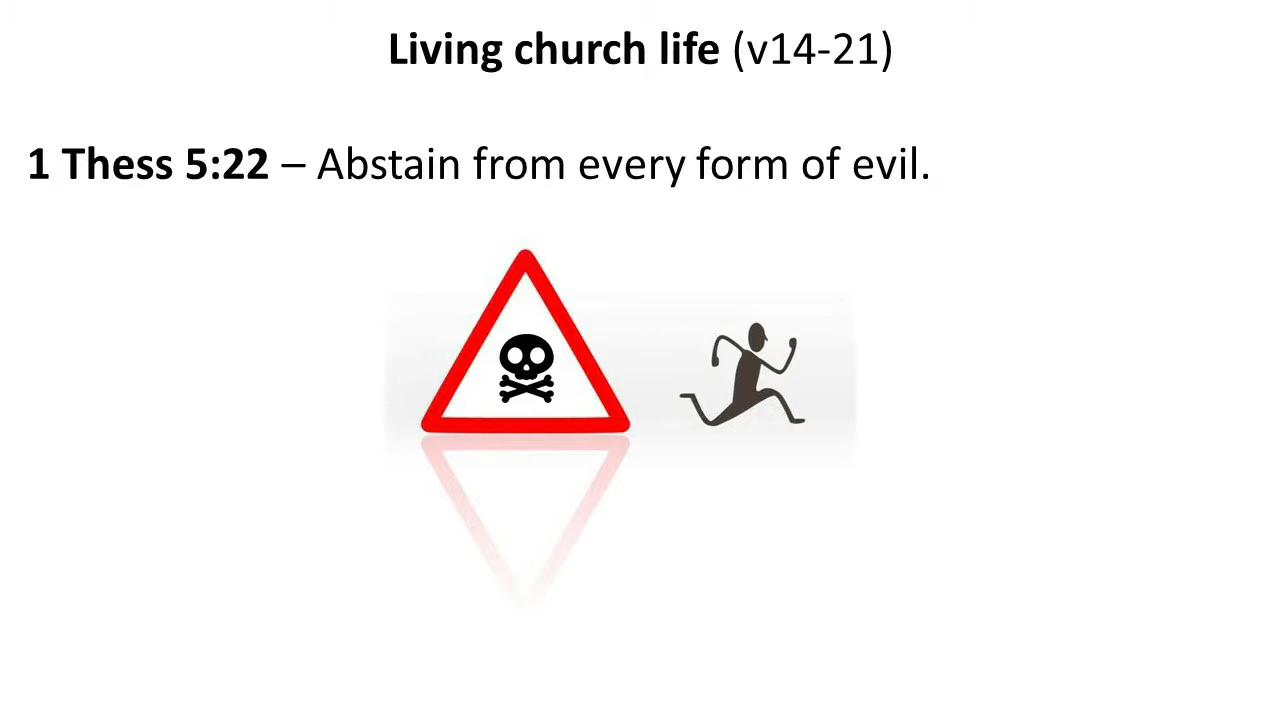 Living church life (v14-21)
1 Thess 5:22 – Abstain from every form of evil.